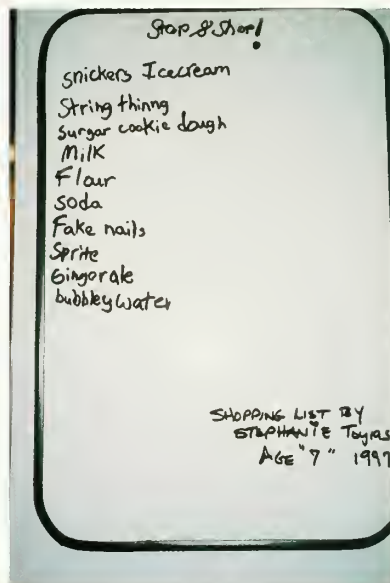 Stop & Shop!
snickers Icecream
String thinng
surgar cookie dough
Milk
Flour
soda
Fake nails
Sprite
Gingorale
bubbley water
SHOPPING LIST BY
STEPHANIE
AGE "7" 1997